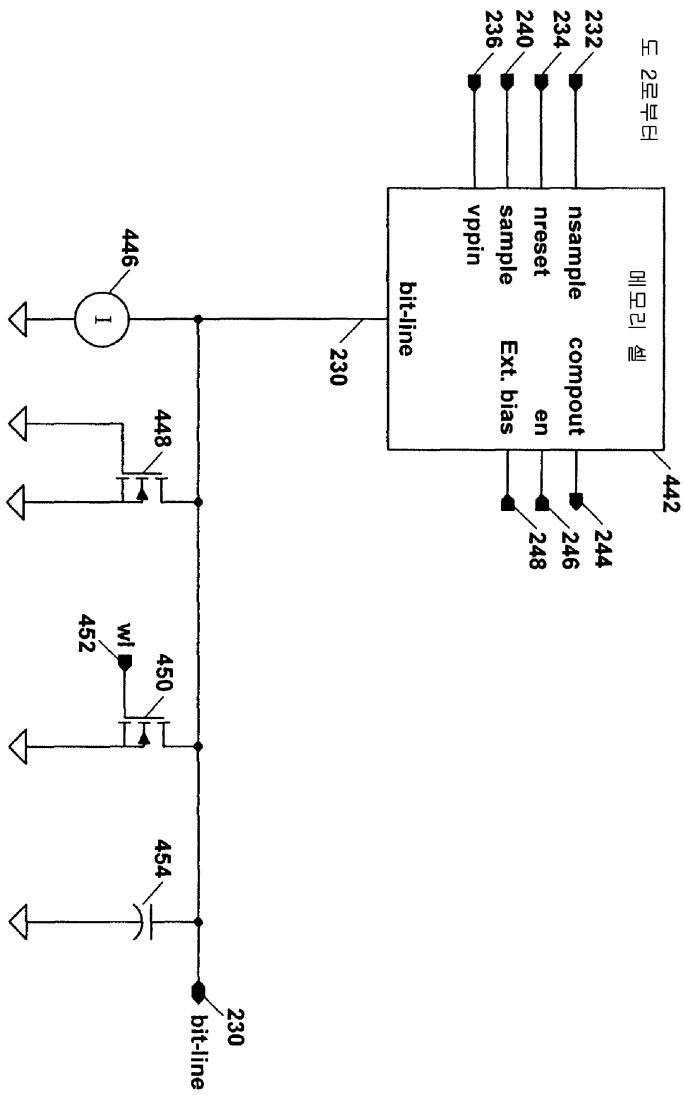 도 2로부터
메모리 셀
442
232 nsample compout 244
234 nreset en 246
240 sample Ext. bias 248
236 vppin
bit-line
230
230
bit-line
446 I
448
450
wl
452
454